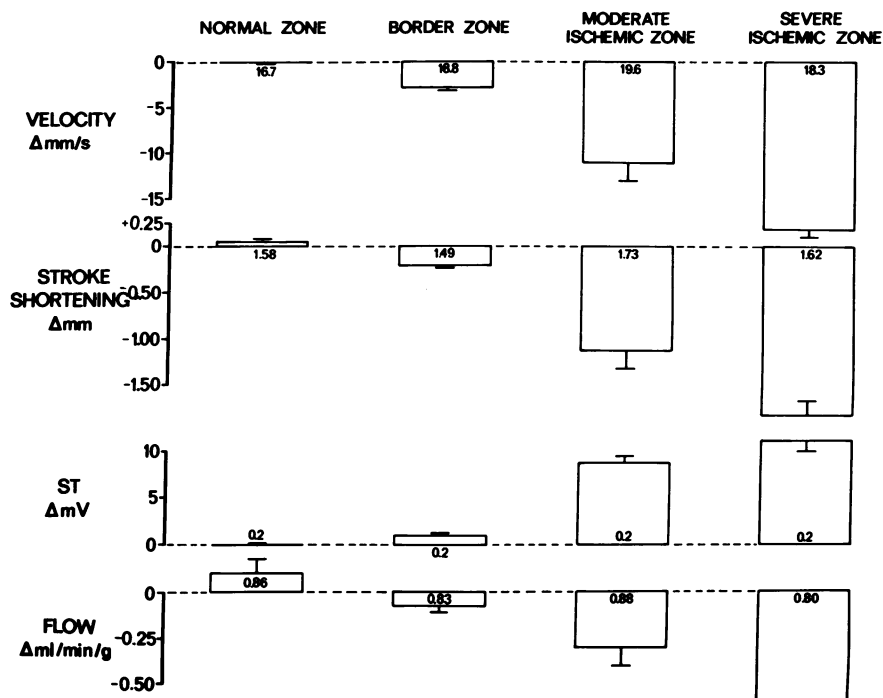 NORMAL ZONE
BORDER ZONE
MODERATE
ISCHEMIC ZONE
SEVERE
ISCHEMIC ZONE
VELOCITY
Δmm/s
0
-5
-10
-15
16.7
16.8
19.6
18.3
STROKE
SHORTENING
Δmm
+0.25
0
-0.50
-1.00
-1.50
1.58
1.49
1.73
1.62
ST
ΔmV
10
5
0
0.2
0.2
0.2
0.2
FLOW
Δml/min/g
0
-0.25
-0.50
0.86
0.83
0.88
0.80